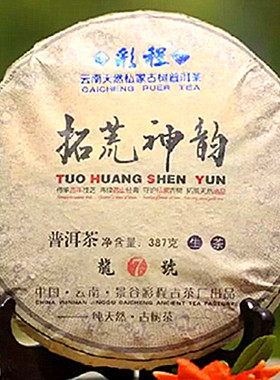 彩程
云南天然私家古树普洱茶
CAICHENG PUER TEA
拓荒神韵
TUO HUANG SHEN YUN
普洱茶 净含量：387克 生茶
龍7號
中国·云南·景谷彩程古茶厂出品
CHINA YUNNAN JINGGU CAICHENG ANCIENT TEA FACTORY
纯天然·古树茶